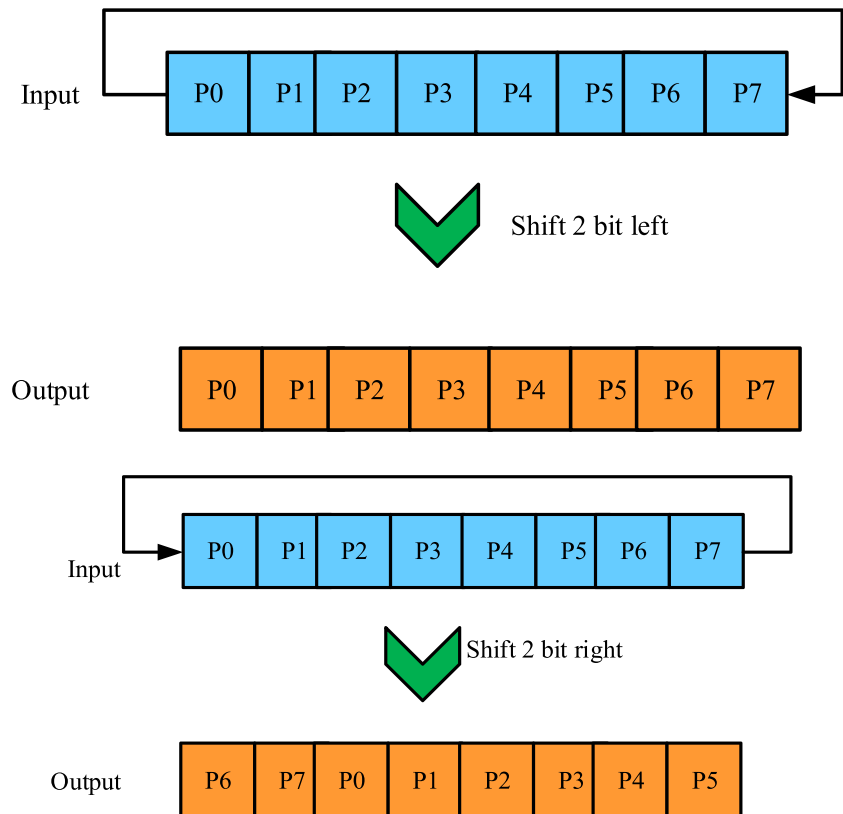 Input P0 P1 P2 P3 P4 P5 P6 P7
Shift 2 bit left
Output P0 P1 P2 P3 P4 P5 P6 P7
Input P0 P1 P2 P3 P4 P5 P6 P7
Shift 2 bit right
Output P6 P7 P0 P1 P2 P3 P4 P5